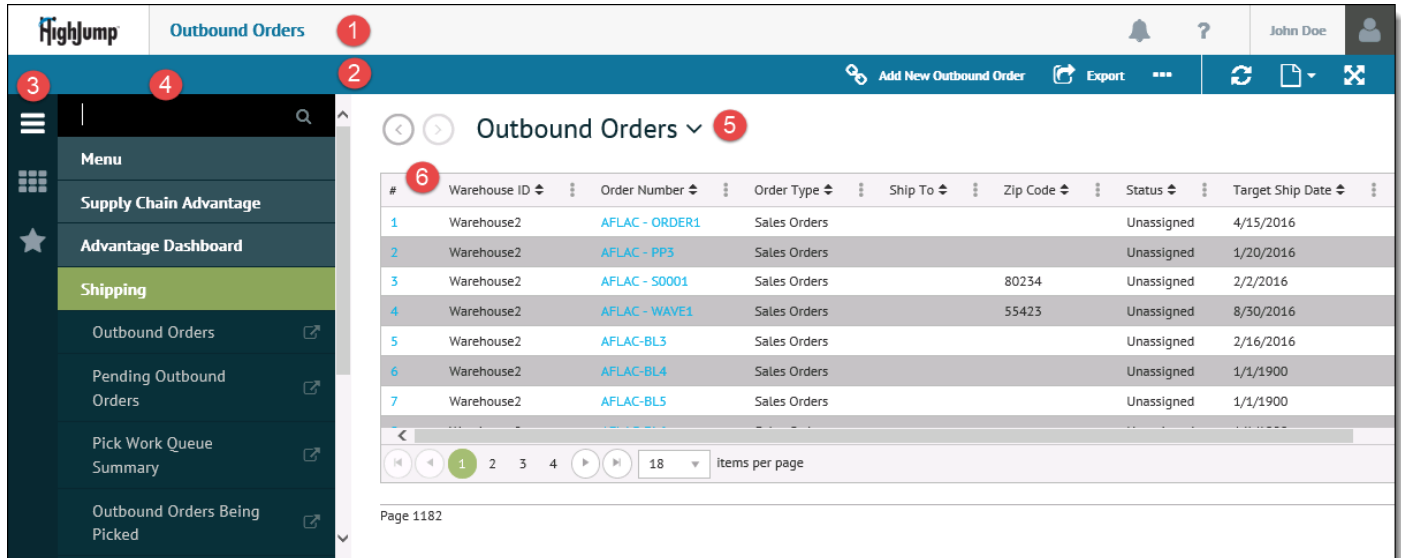 HighJump
Outbound Orders
1
?
John Doe
2
Add New Outbound Order
Export
3
4
Menu
Supply Chain Advantage
Advantage Dashboard
Shipping
Outbound Orders
Pending Outbound
Orders
Pick Work Queue
Summary
Outbound Orders Being
Picked
Outbound Orders
5
6
# Warehouse ID Order Number Order Type Ship To Zip Code Status Target Ship Date
1 Warehouse2 AFLAC - ORDER1 Sales Orders Unassigned 4/15/2016
2 Warehouse2 AFLAC - PP3 Sales Orders Unassigned 1/20/2016
3 Warehouse2 AFLAC - S0001 Sales Orders 80234 Unassigned 2/2/2016
4 Warehouse2 AFLAC - WAVE1 Sales Orders 55423 Unassigned 8/30/2016
5 Warehouse2 AFLAC-BL3 Sales Orders Unassigned 2/16/2016
6 Warehouse2 AFLAC-BL4 Sales Orders Unassigned 1/1/1900
7 Warehouse2 AFLAC-BL5 Sales Orders Unassigned 1/1/1900
1 2 3 4 18 items per page
Page 1182